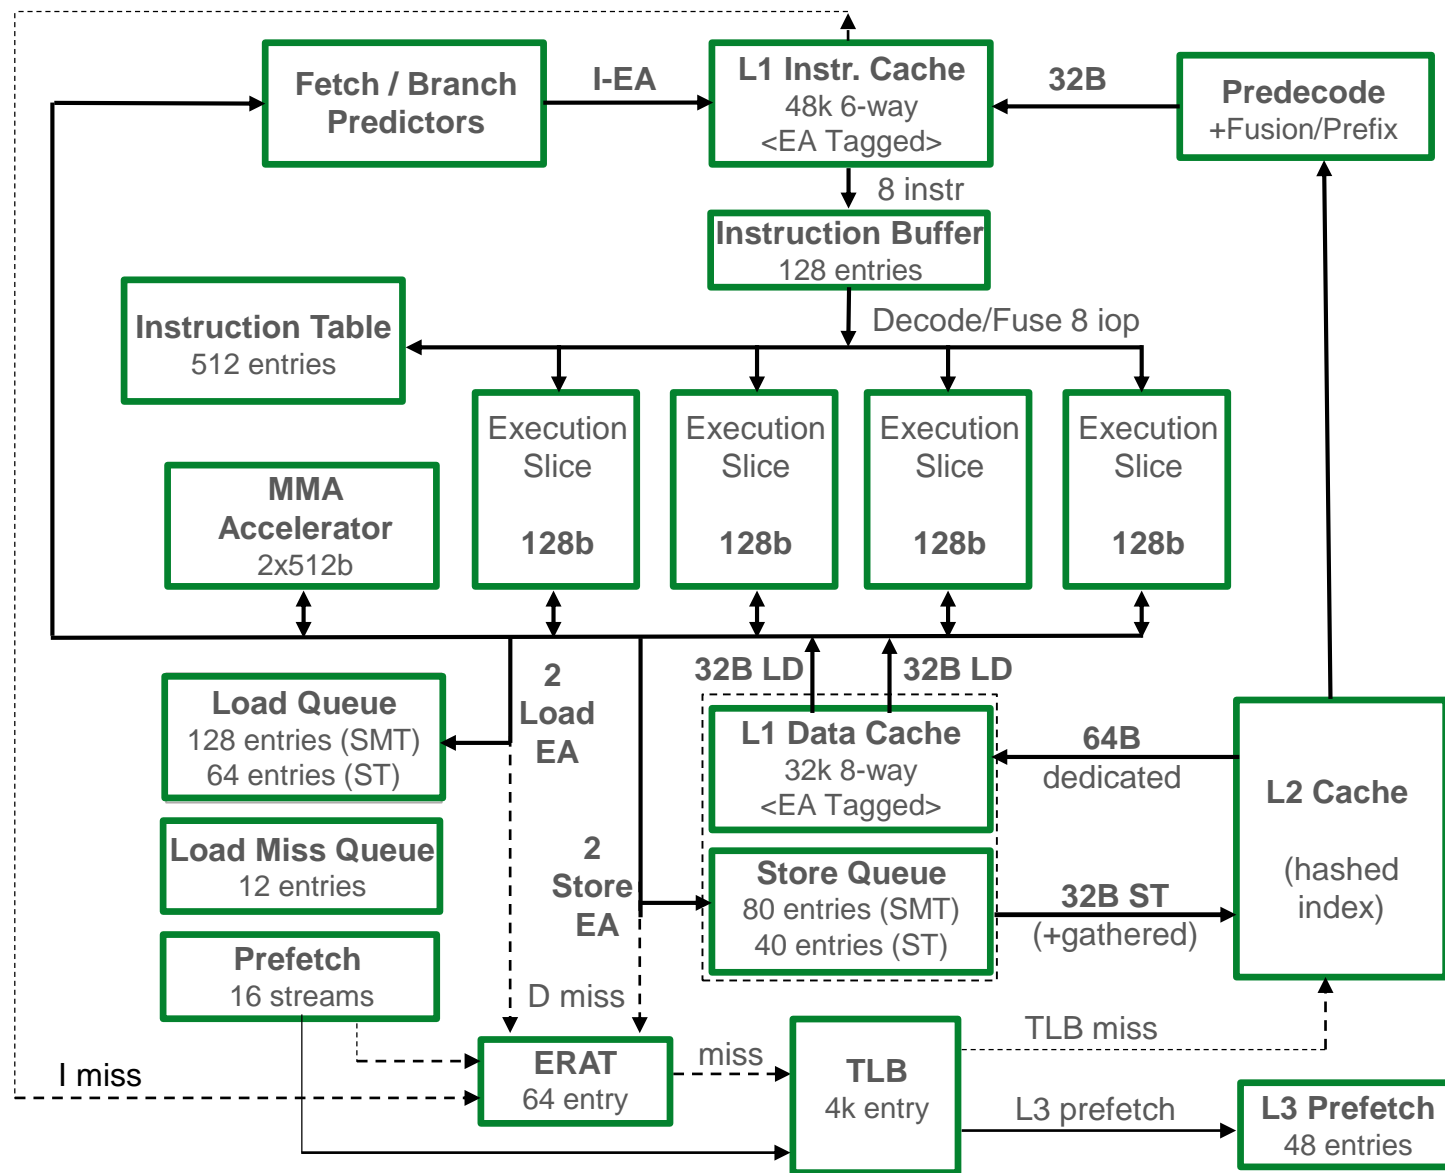 Fetch / Branch
Predictors
I-EA
L1 Instr. Cache
48k 6-way
<EA Tagged>
32B
Predecode
+Fusion/Prefix
8 instr
Instruction Buffer
128 entries
Instruction Table
512 entries
Decode/Fuse 8 iop
Execution
Slice
128b
Execution
Slice
128b
Execution
Slice
128b
Execution
Slice
128b
MMA
Accelerator
2x512b
Load Queue
128 entries (SMT)
64 entries (ST)
2
Load
EA
32B LD
32B LD
L1 Data Cache
32k 8-way
<EA Tagged>
64B
dedicated
L2 Cache
(hashed
index)
Load Miss Queue
12 entries
2
Store
EA
Store Queue
80 entries (SMT)
40 entries (ST)
32B ST
(+gathered)
Prefetch
16 streams
D miss
I miss
ERAT
64 entry
miss
TLB
4k entry
TLB miss
L3 prefetch
L3 Prefetch
48 entries